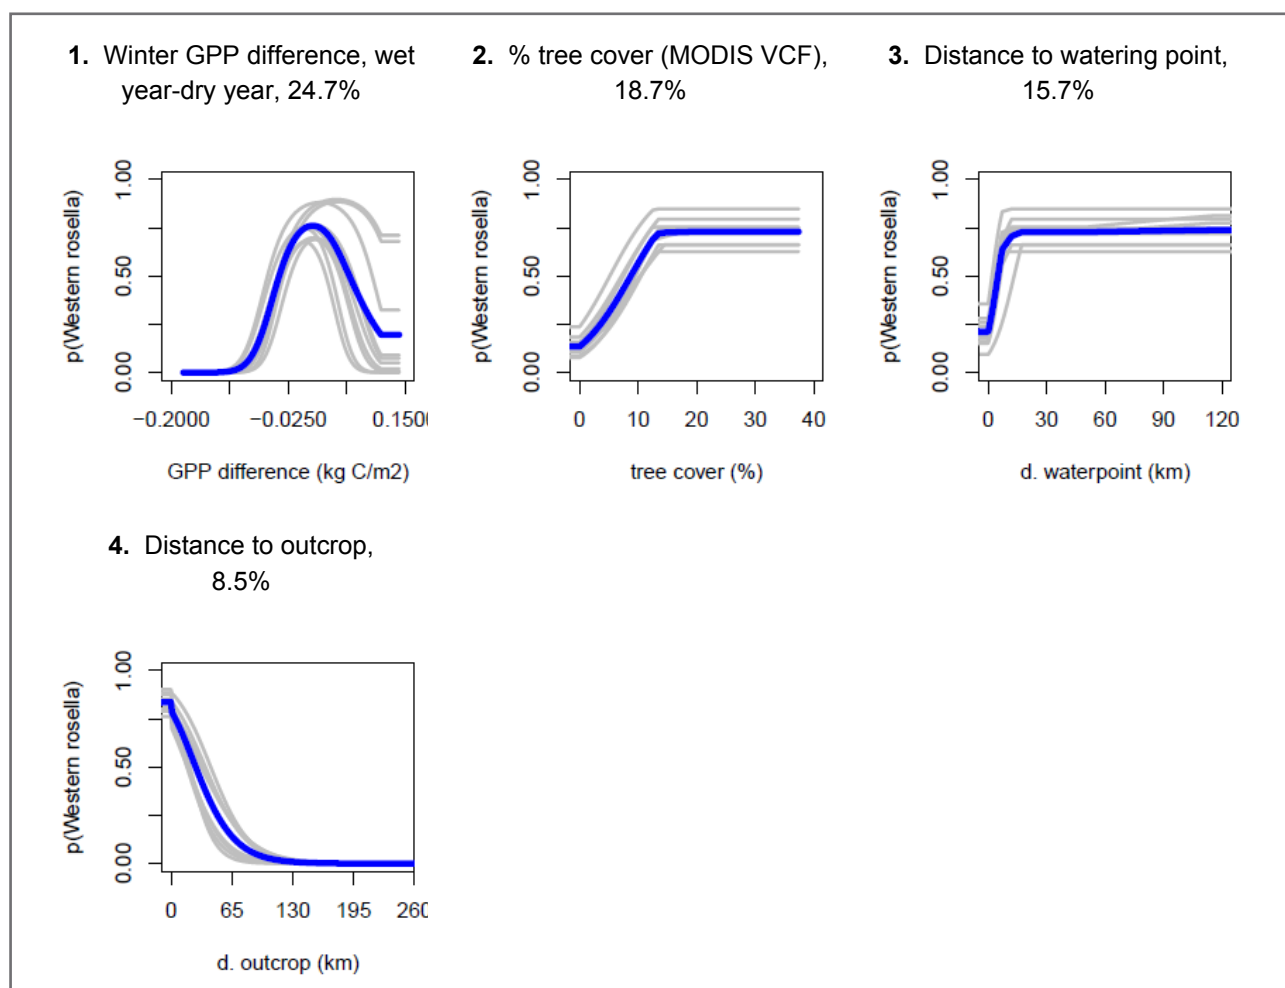 1. Winter GPP difference, wet
year-dry year, 24.7%
2. % tree cover (MODIS VCF),
18.7%
3. Distance to watering point,
15.7%
p(Western rosella)
1.00
0.50
0.00
−0.2000 −0.0250 0.150
GPP difference (kg C/m2)
p(Western rosella)
1.00
0.50
0.00
0 10 20 30 40
tree cover (%)
p(Western rosella)
1.00
0.50
0.00
0 30 60 90 120
d. waterpoint (km)
4. Distance to outcrop,
8.5%
p(Western rosella)
1.00
0.50
0.00
0 65 130 195 260
d. outcrop (km)